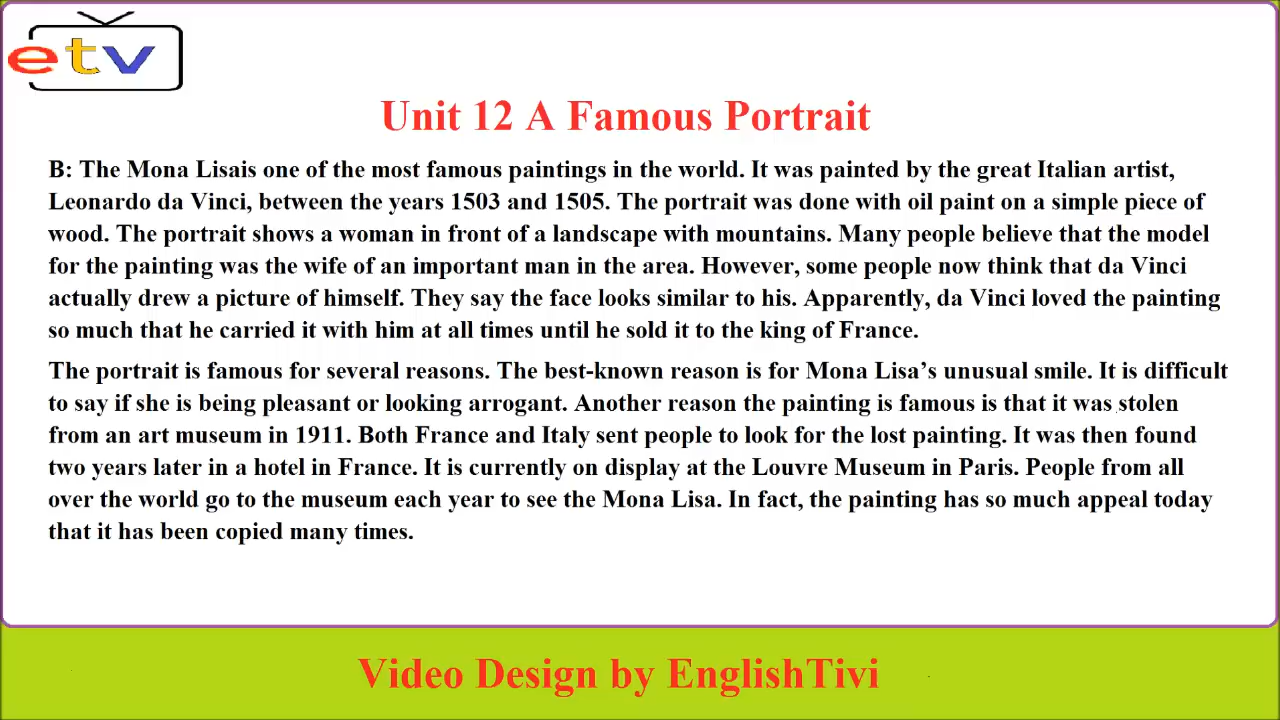 etv
Unit 12 A Famous Portrait
B: The Mona Lisais one of the most famous paintings in the world. It was painted by the great Italian artist,
Leonardo da Vinci, between the years 1503 and 1505. The portrait was done with oil paint on a simple piece of
wood. The portrait shows a woman in front of a landscape with mountains. Many people believe that the model
for the painting was the wife of an important man in the area. However, some people now think that da Vinci
actually drew a picture of himself. They say the face looks similar to his. Apparently, da Vinci loved the painting
so much that he carried it with him at all times until he sold it to the king of France.
The portrait is famous for several reasons. The best-known reason is for Mona Lisa’s unusual smile. It is difficult
to say if she is being pleasant or looking arrogant. Another reason the painting is famous is that it was stolen
from an art museum in 1911. Both France and Italy sent people to look for the lost painting. It was then found
two years later in a hotel in France. It is currently on display at the Louvre Museum in Paris. People from all
over the world go to the museum each year to see the Mona Lisa. In fact, the painting has so much appeal today
that it has been copied many times.
Video Design by EnglishTivi